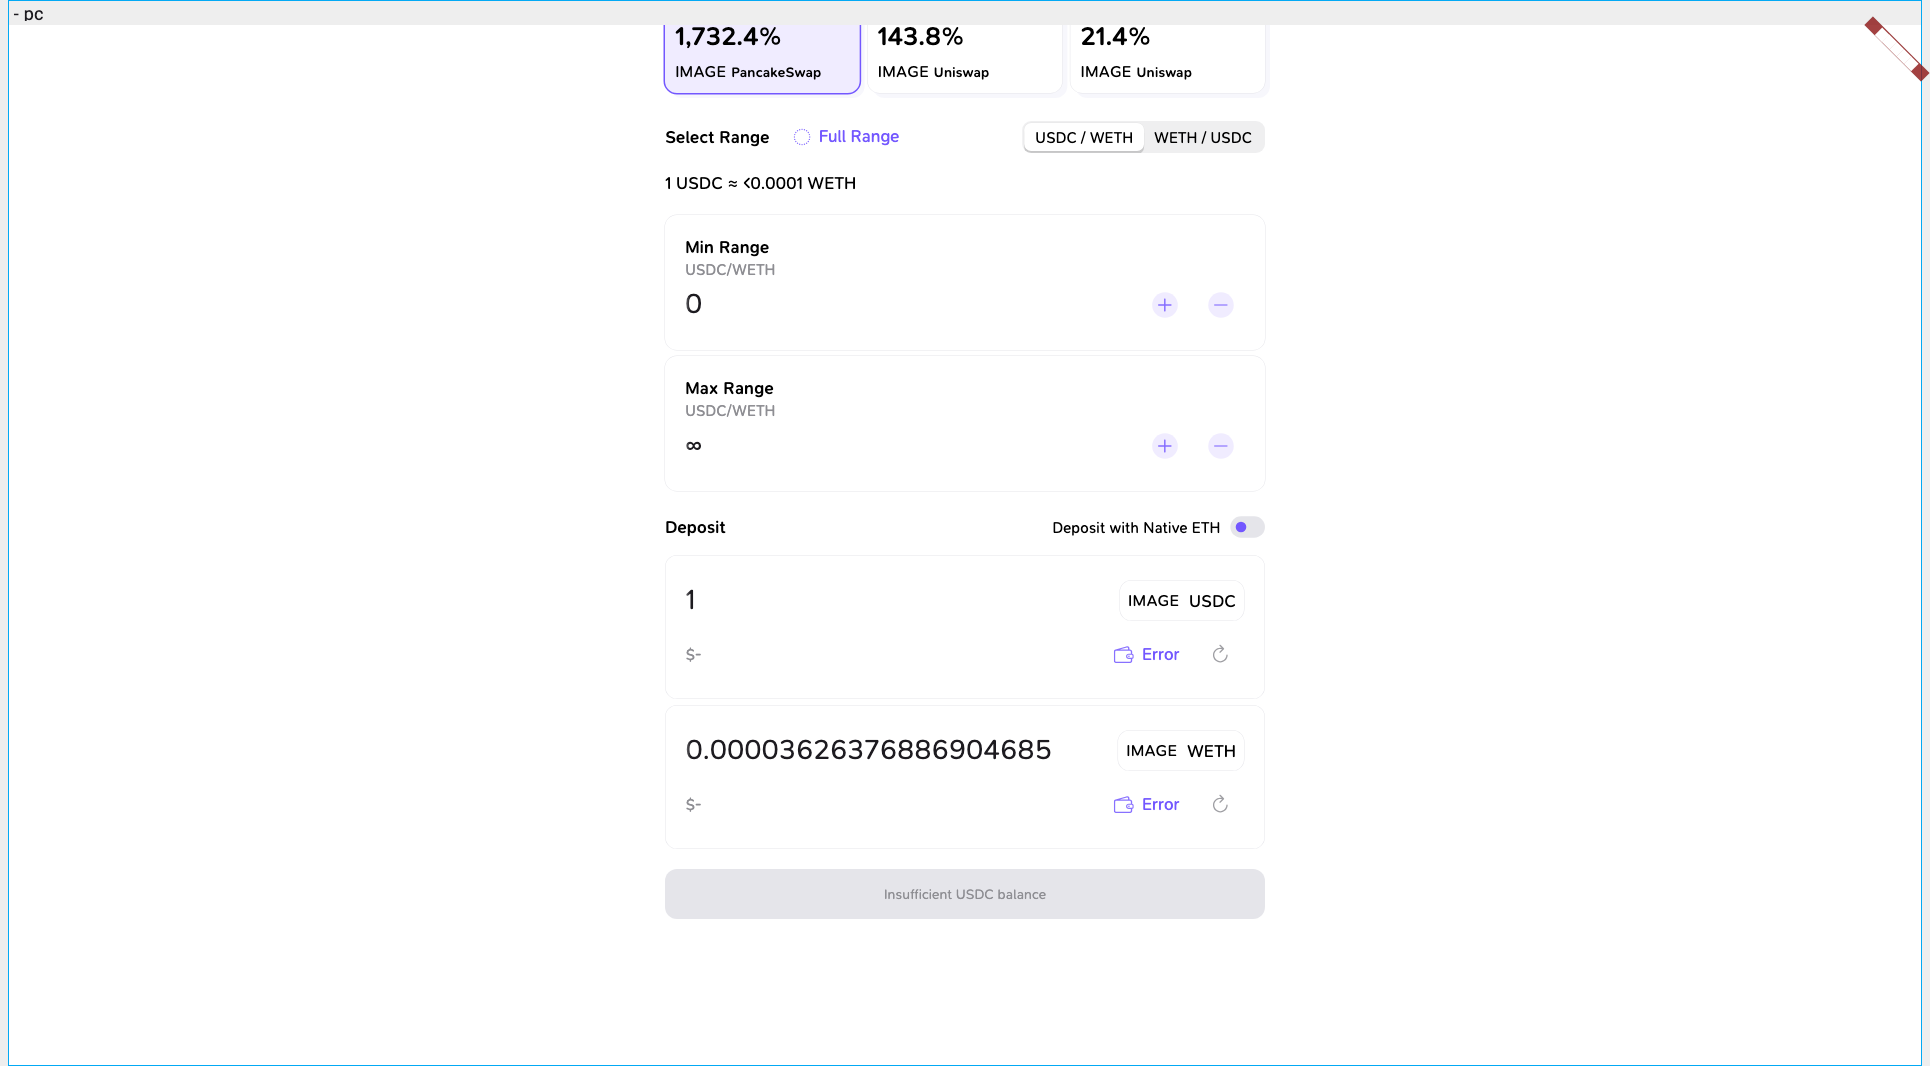 - pc
1,732.4% 143.8% 21.4%
IMAGE PancakeSwap IMAGE Uniswap IMAGE Uniswap
Select Range Full Range USDC / WETH WETH / USDC
1 USDC ≈ <0.0001 WETH
Min Range
USDC/WETH
0
Max Range
USDC/WETH
∞
Deposit Deposit with Native ETH
1 IMAGE USDC
$- Error
0.00003626376886904685 IMAGE WETH
$- Error
Insufficient USDC balance